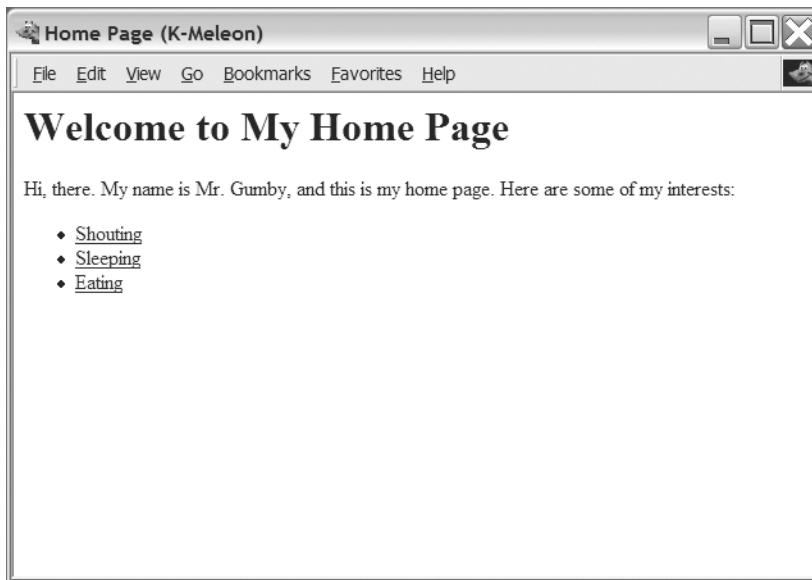 Home Page (K-Meleon)
File Edit View Go Bookmarks Favorites Help
Welcome to My Home Page
Hi, there. My name is Mr. Gumby, and this is my home page. Here are some of my interests:
Shouting
Sleeping
Eating